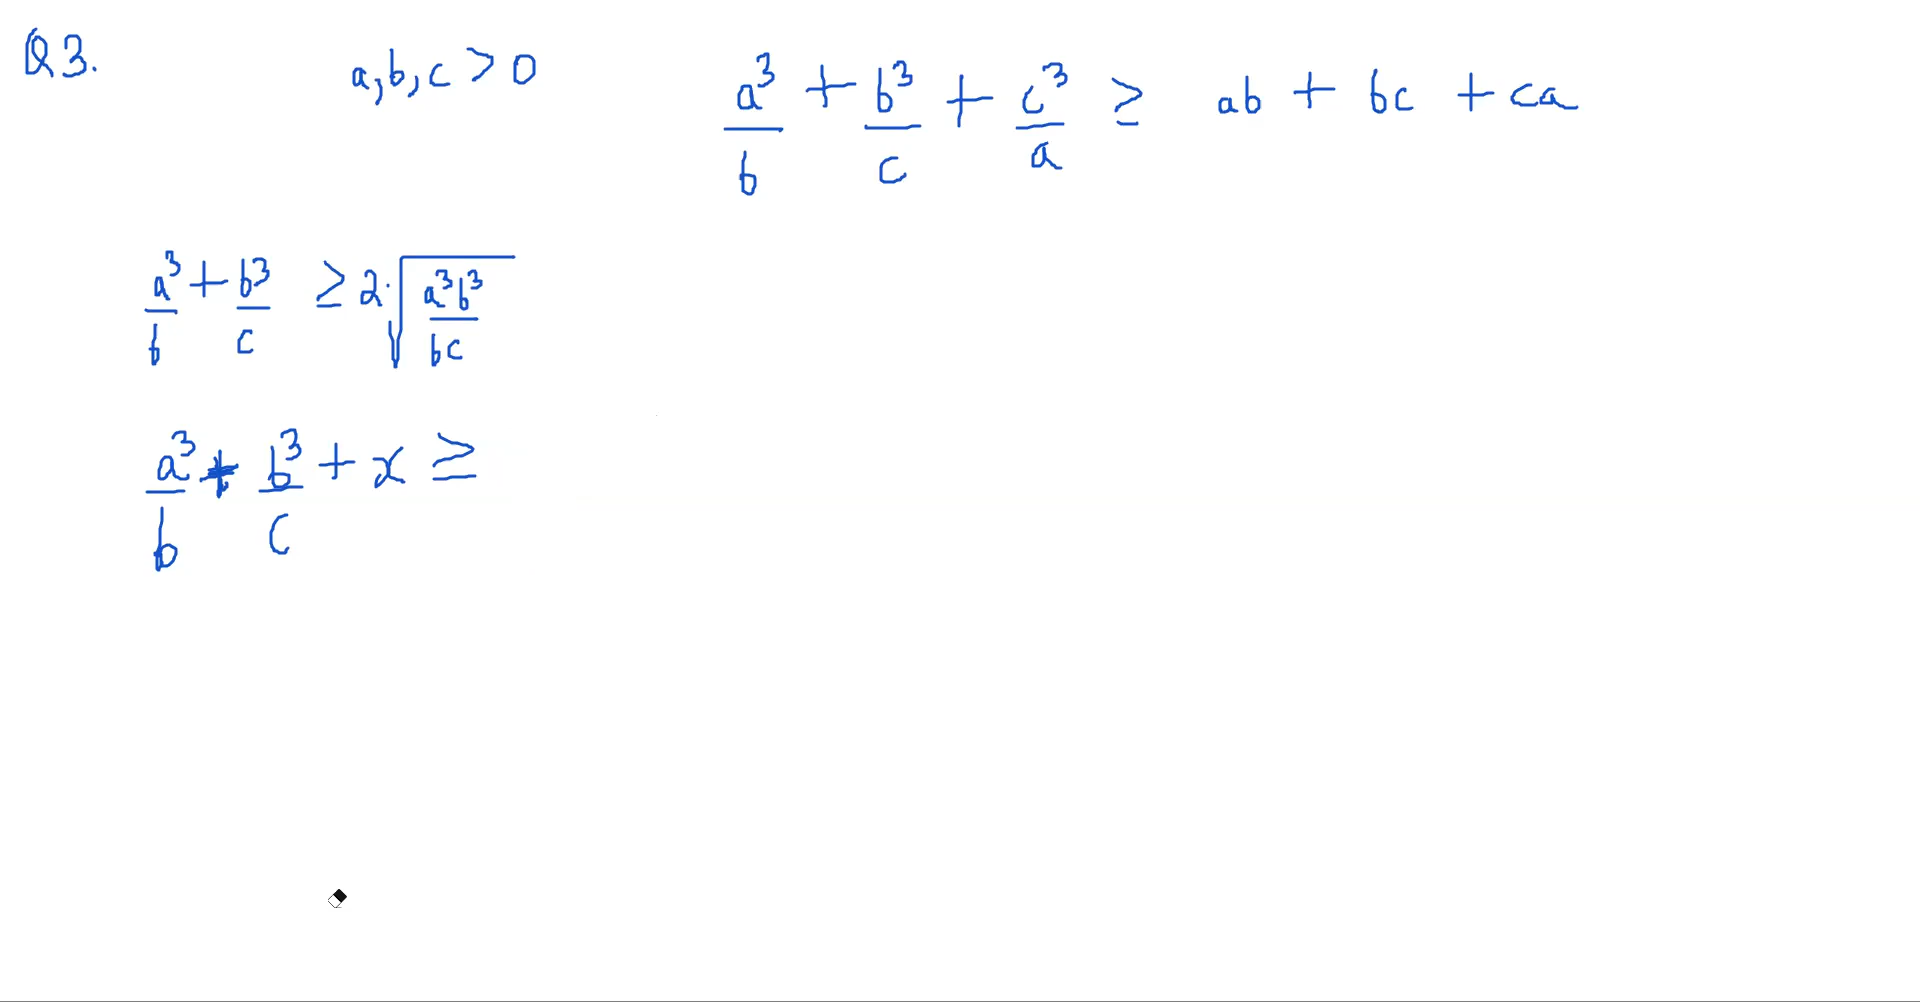 Q3. a,b,c > 0 a³/b + b³/c + c³/a ≥ ab + bc + ca
a³/b + b³/c ≥ 2·√(a³b³/bc)
a³/b + b³/c + x ≥